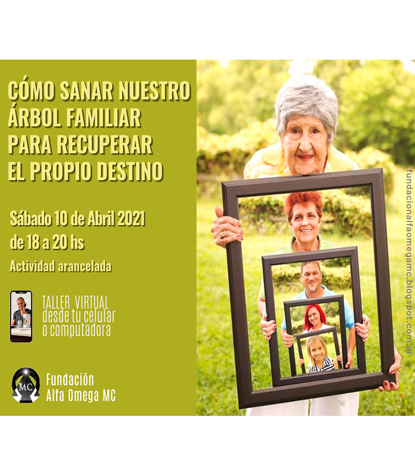 CÓMO SANAR NUESTRO
ÁRBOL FAMILIAR
PARA RECUPERAR
EL PROPIO DESTINO
Sábado 10 de Abril 2021
de 18 a 20 hs
Actividad arancelada
TALLER VIRTUAL
desde tu celular
o computadora
MC
Fundación
Alfa Omega MC
fundacionalfaomegamc.blogspot.com.ar